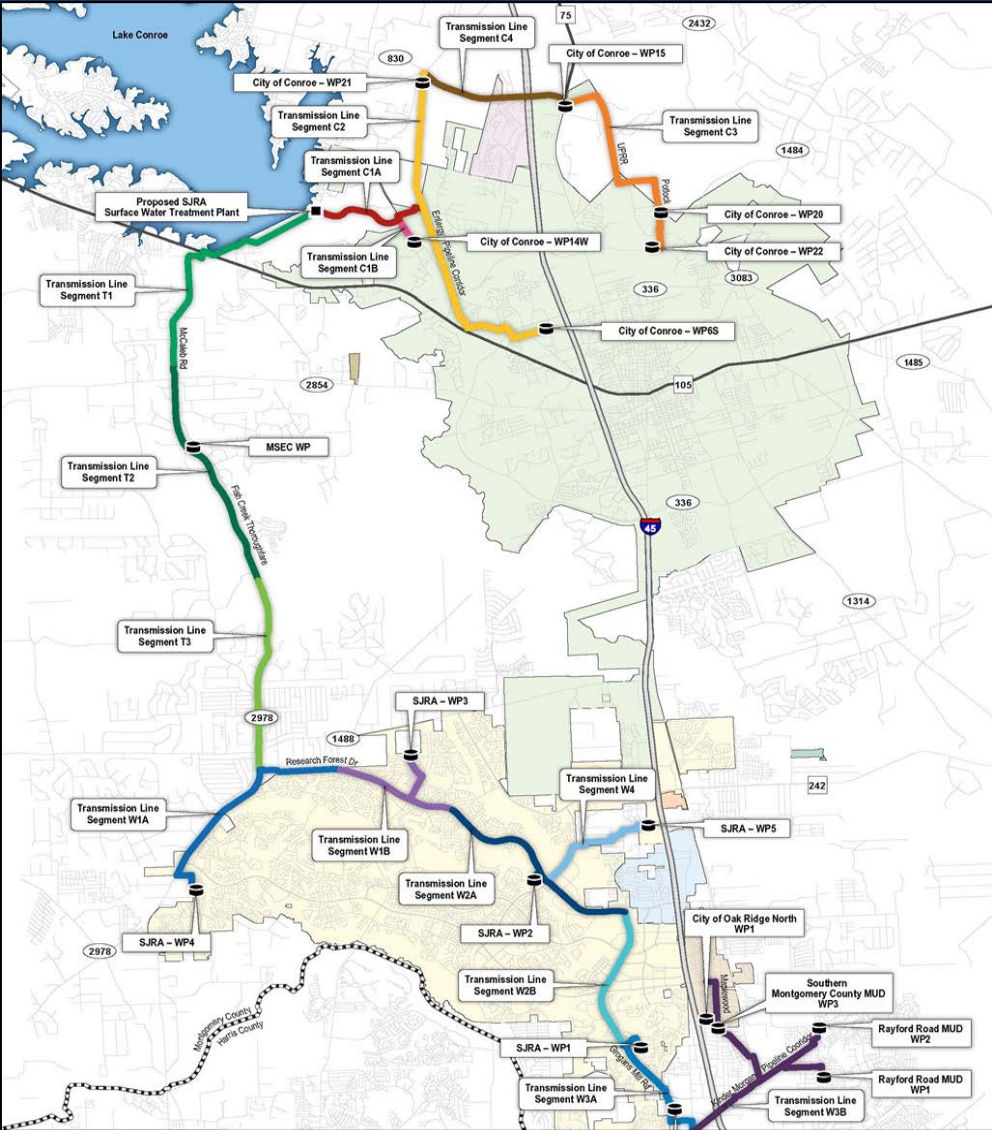 Lake Conroe
75
2432
Transmission Line
Segment C4
City of Conroe – WP15
830
City of Conroe – WP21
Transmission Line
Segment C2
Transmission Line
Segment C3
UPRR
1484
Transmission Line
Segment C1A
Pollock
Proposed SJRA
Surface Water Treatment Plant
City of Conroe – WP20
Entergy Pipeline Corridor
City of Conroe – WP14W
City of Conroe – WP22
Transmission Line
Segment C1B
3083
336
Transmission Line
Segment T1
City of Conroe – WP6S
McCaleb Rd
1485
2854
105
MSEC WP
Transmission Line
Segment T2
Fish Creek Thoroughfare
336
45
1314
Transmission Line
Segment T3
SJRA – WP3
2978
1488
Research Forest Dr
Transmission Line
Segment W4
242
Transmission Line
Segment W1A
SJRA – WP5
Transmission Line
Segment W1B
Transmission Line
Segment W2A
City of Oak Ridge North
WP1
SJRA – WP2
SJRA – WP4
2978
Transmission Line
Segment W2B
Maplewood
Southern
Montgomery County MUD
WP3
Montgomery County
Harris County
Rayford Road MUD
WP2
SJRA – WP1
Grogans Mill Rd
Kinder Morgan Pipeline Cooridor
Rayford Road MUD
WP1
Transmission Line
Segment W3A
Transmission Line
Segment W3B